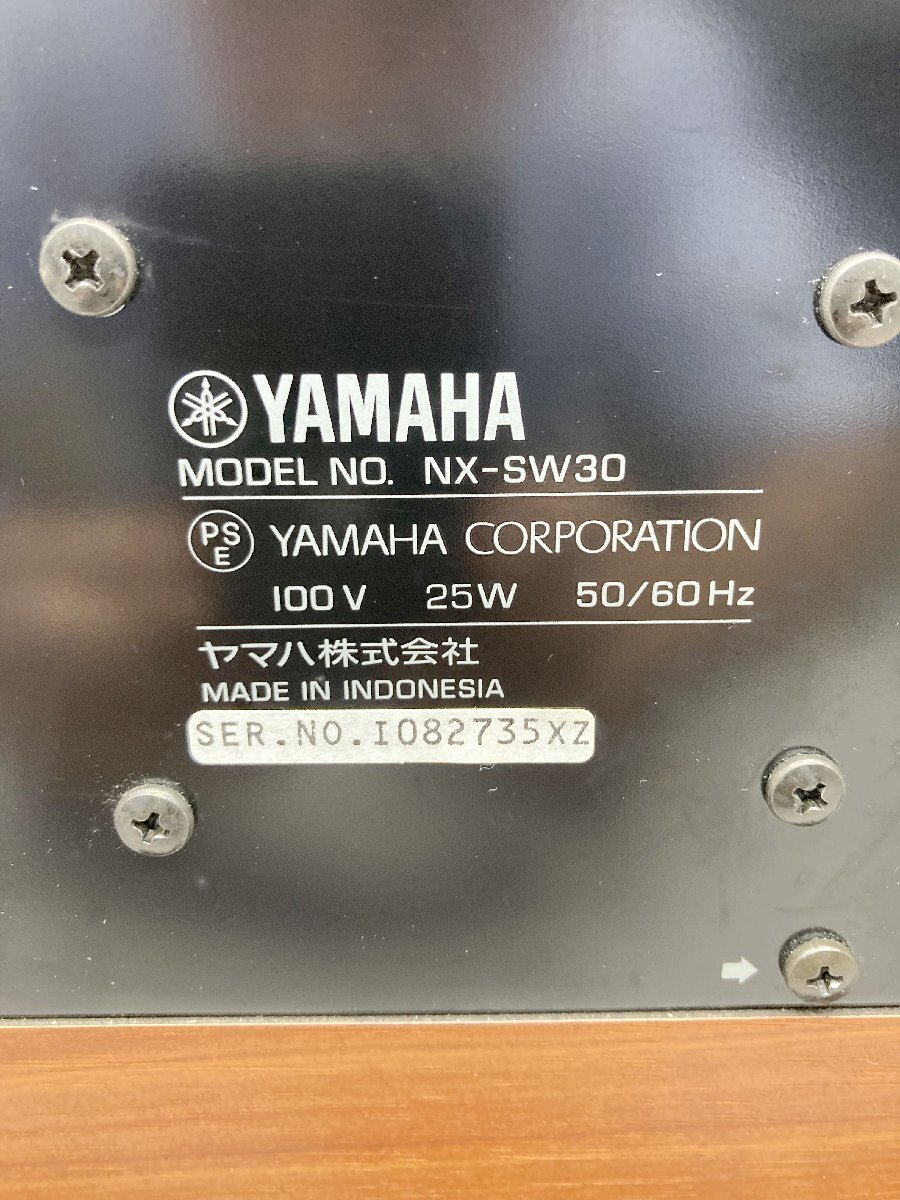 YAMAHA
MODEL NO. NX-SW30
PSE YAMAHA CORPORATION
100V 25W 50/60Hz
ヤマハ株式会社
MADE IN INDONESIA
SER.NO.I082735XZ